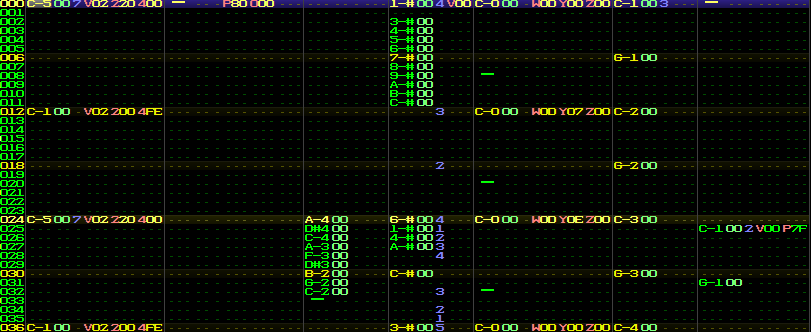 000 C-5 00 7 V02 220 400 — P80 000 1-# 00 4 V00 C-0 00 W00 Y00 Z00 C-1 00 3 —
001
002 3-# 00
003 4-# 00
004 5-# 00
005 6-# 00
006 7-# 00 G-1 00
007 8-# 00
008 9-# 00 —
009 A-# 00
010 B-# 00
011 C-# 00
012 C-1 00 V02 220 4FE 3 C-0 00 W00 Y07 Z00 C-2 00
013
014
015
016
017
018 2 G-2 00
019
020 —
021
022
023
024 C-5 00 7 V02 220 400 A-4 00 6-# 00 4 C-0 00 W00 Y0E Z00 C-3 00
025 D#4 00 1-# 00 1 C-1 00 2 V00 P7F
026 C-4 00 4-# 00 2
027 A-3 00 A-# 00 3
028 F-3 00 4
029 D#3 00
030 B-2 00 C-# 00 G-3 00
031 G-2 00 G-1 00
032 C-2 00 3 —
033 —
034 2
035 1
036 C-1 00 V02 220 4FE 3-# 00 5 C-0 00 W00 Y00 Z00 C-4 00